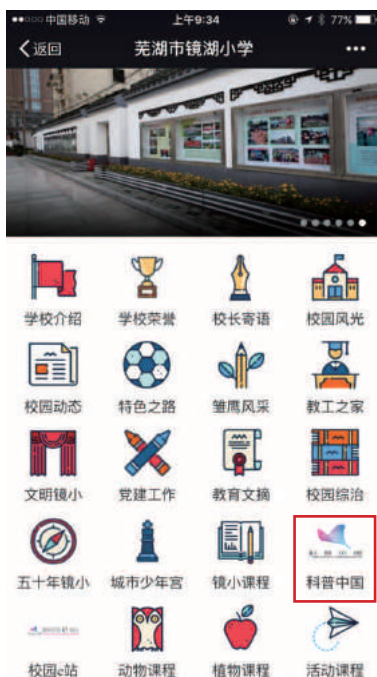 中国移动 上午9:34 77%
返回 芜湖市镜湖小学
学校介绍 学校荣誉 校长寄语 校园风光
校园动态 特色之路 雏鹰风采 教工之家
文明镜小 党建工作 教育文摘 校园综治
五十年镜小 城市少年宫 镜小课程 科普中国
校园e站 动物课程 植物课程 活动课程